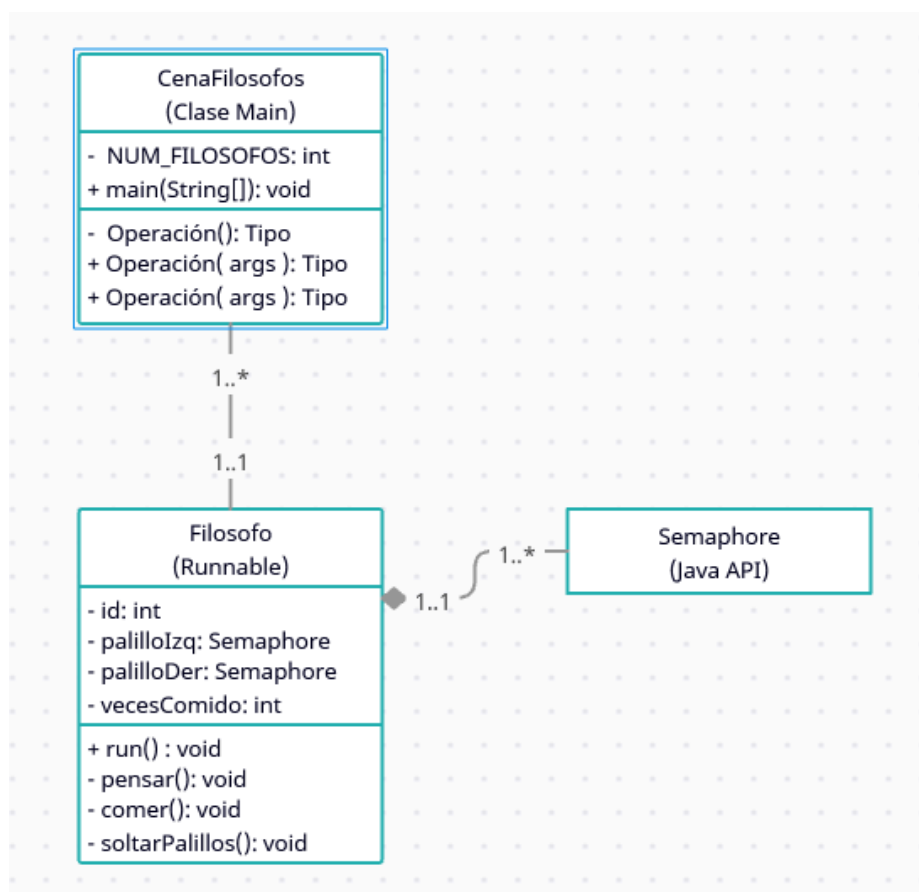 CenaFilosofos
(Clase Main)
- NUM_FILOSOFOS: int
+ main(String[]): void
- Operación(): Tipo
+ Operación( args ): Tipo
+ Operación( args ): Tipo
1..*
1..1
Filosofo
(Runnable)
- id: int
- palilloIzq: Semaphore
- palilloDer: Semaphore
- vecesComido: int
+ run() : void
- pensar(): void
- comer(): void
- soltarPalillos(): void
1..1
1..*
Semaphore
(Java API)